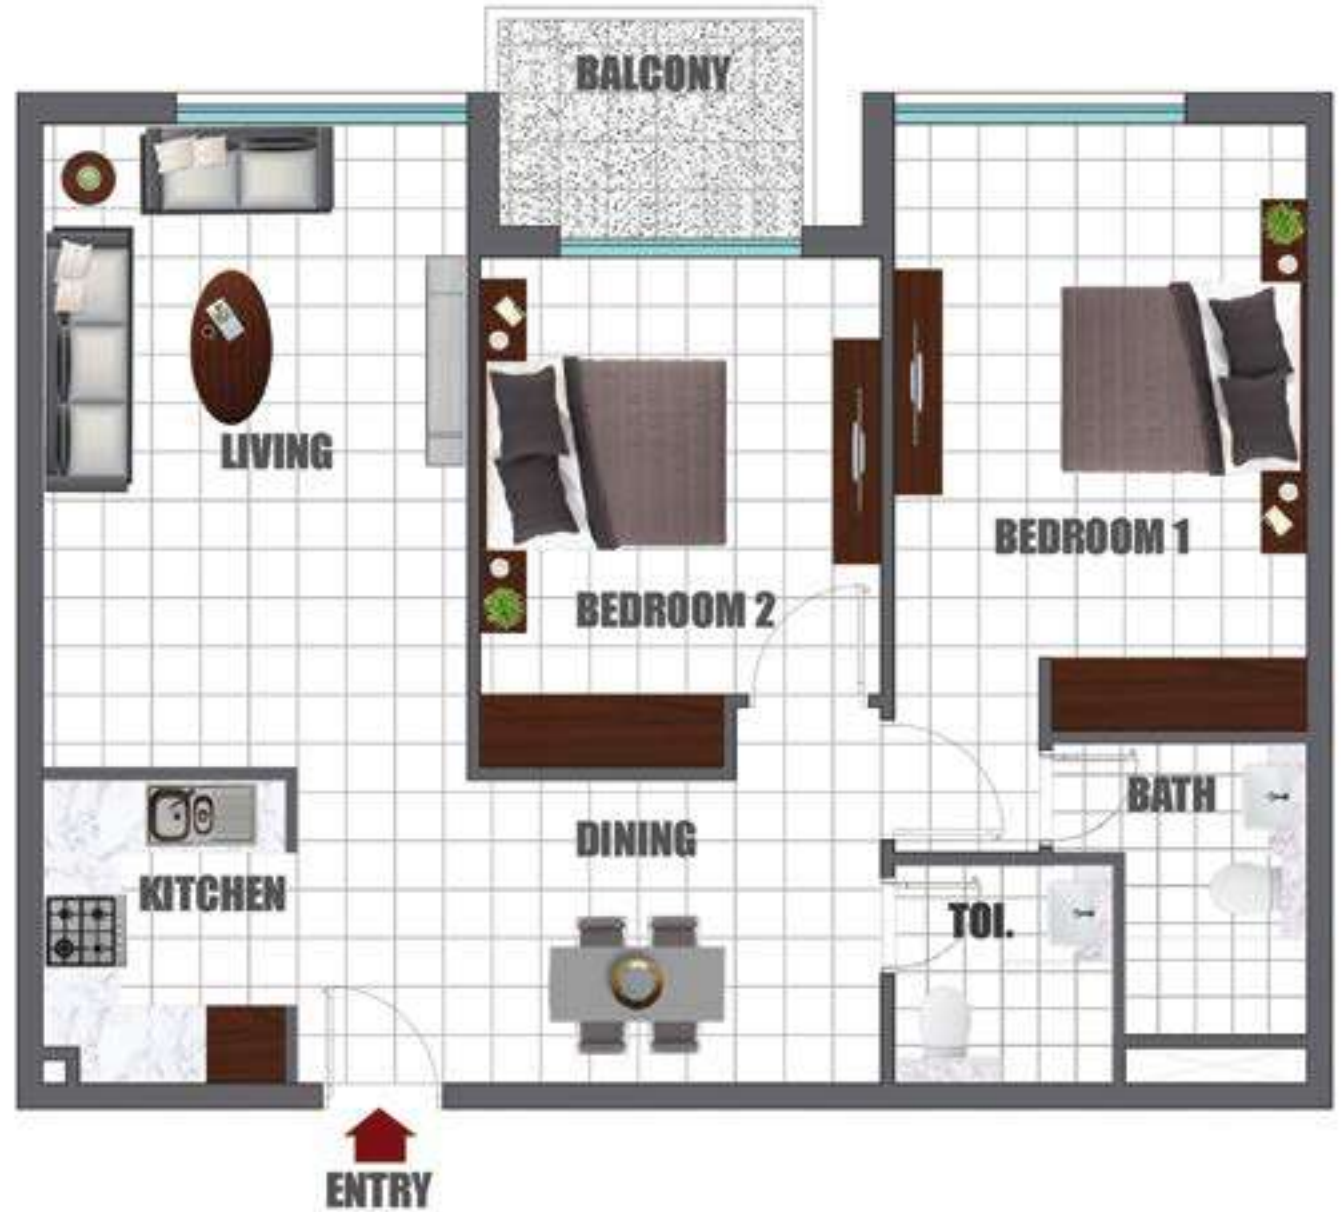 BALCONY
LIVING
BEDROOM 1
BEDROOM 2
BATH
DINING
KITCHEN
TOI.
ENTRY